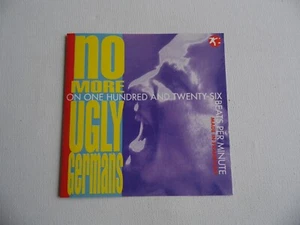 no
MORE
ON ONE HUNDRED AND TWENTY-SIX
BEATS PER MINUTE
UGLY
Germans